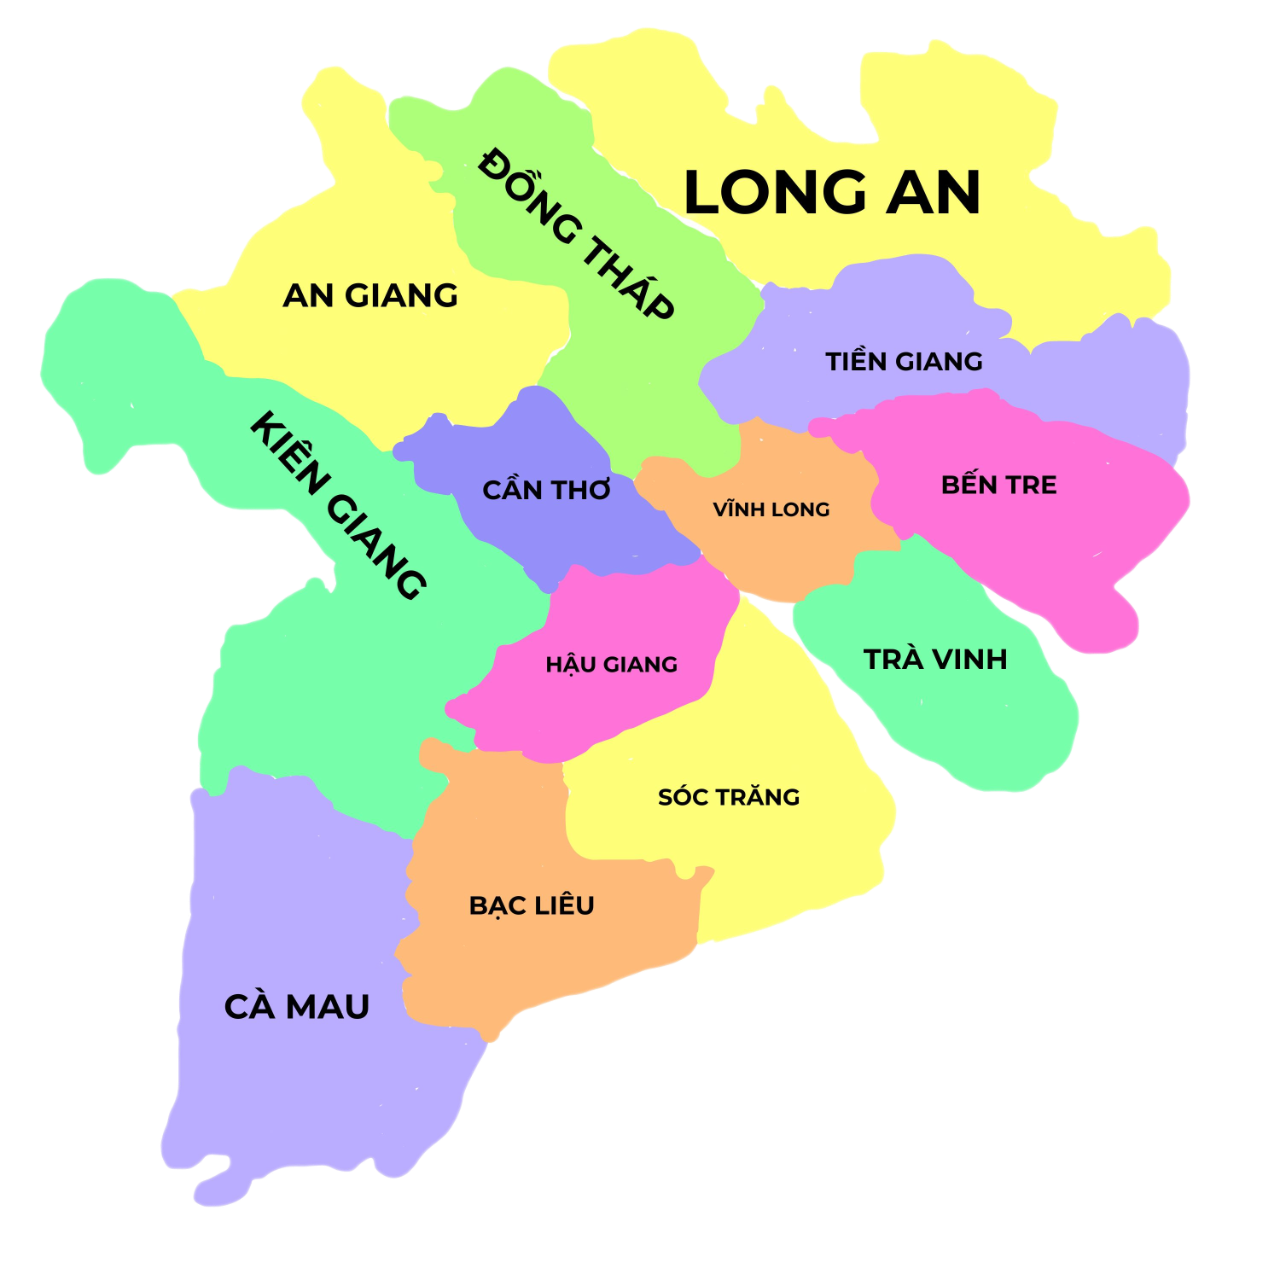 LONG AN
ĐỒNG THÁP
AN GIANG
TIỀN GIANG
KIÊN GIANG
CẦN THƠ
BẾN TRE
VĨNH LONG
HẬU GIANG
TRÀ VINH
SÓC TRĂNG
BẠC LIÊU
CÀ MAU